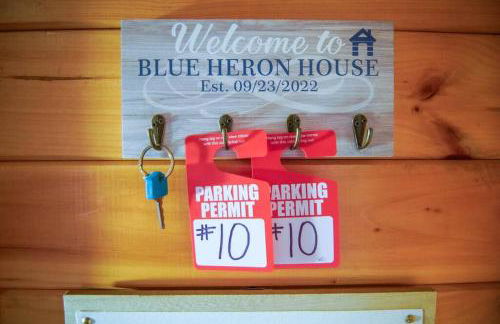 Welcome to
BLUE HERON HOUSE
Est. 09/23/2022
PARKING
PERMIT
#10
PARKING
PERMIT
#10